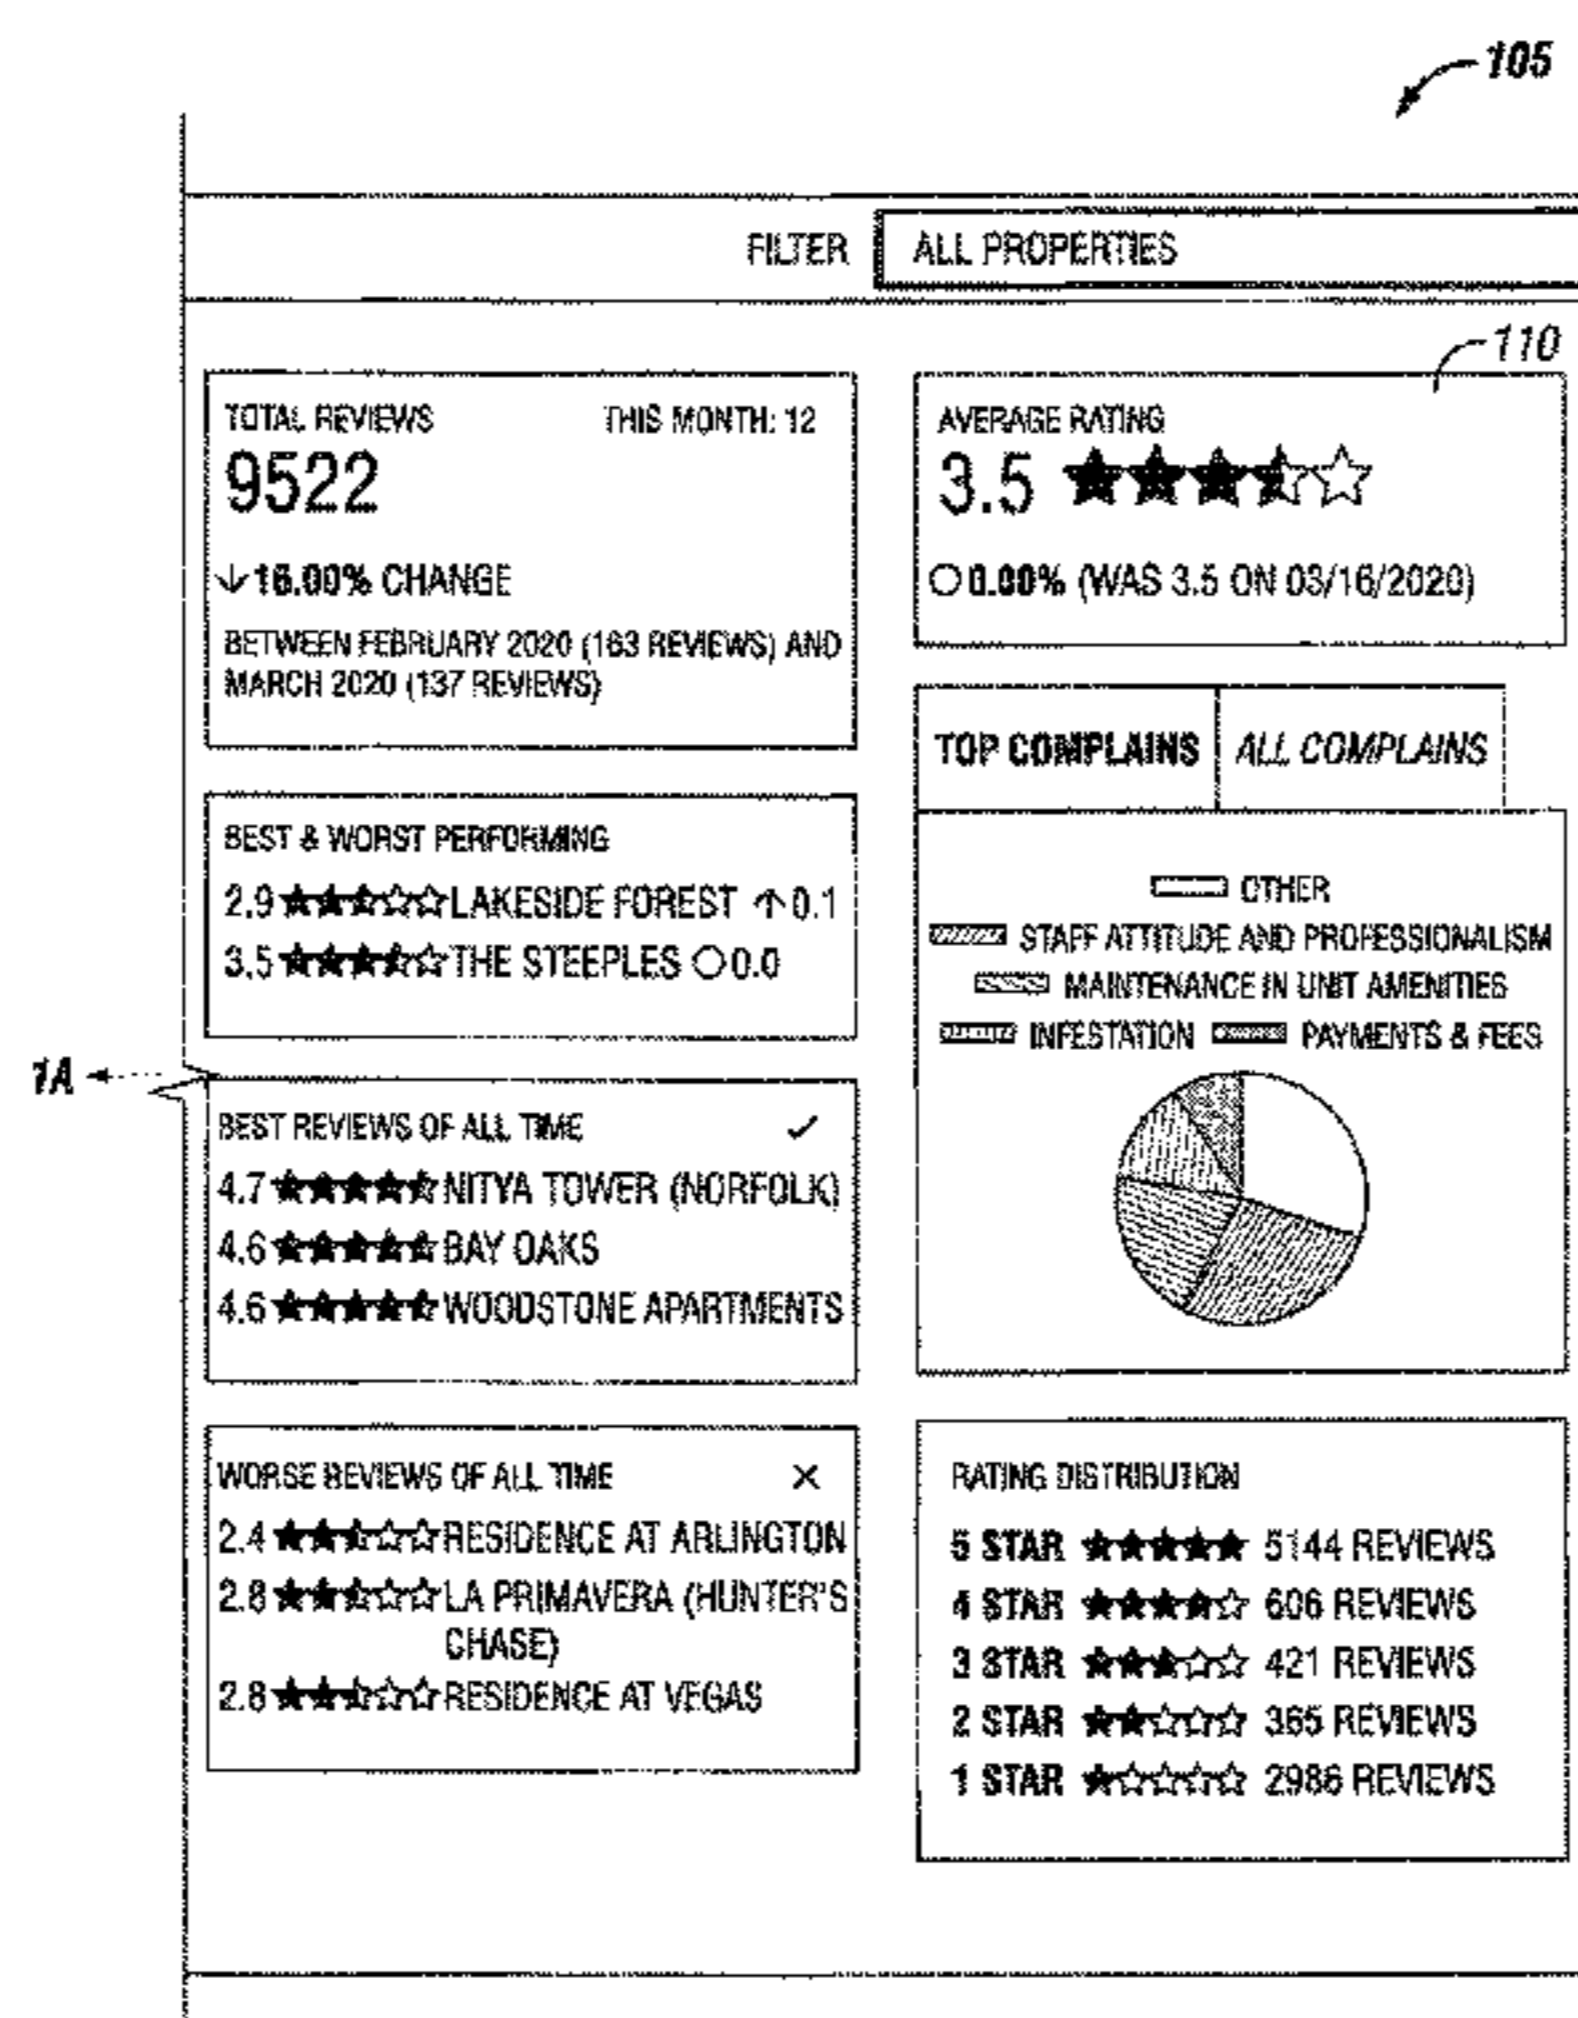 105
FILTER ALL PROPERTIES
110
TOTAL REVIEWS THIS MONTH: 12
9522
↓16.00% CHANGE
BETWEEN FEBRUARY 2020 (163 REVIEWS) AND
MARCH 2020 (137 REVIEWS)
AVERAGE RATING
3.5 
0.00% (WAS 3.5 ON 03/16/2020)
TOP COMPLAINS ALL COMPLAINS
OTHER
STAFF ATTITUDE AND PROFESSIONALISM
MAINTENANCE IN UNIT AMENITIES
INFESTATION PAYMENTS & FEES
BEST & WORST PERFORMING
2.9 LAKESIDE FOREST ↑0.1
3.5 THE STEEPLES 0.0
1A
BEST REVIEWS OF ALL TIME
4.7 NITYA TOWER (NORFOLK)
4.6 BAY OAKS
4.6 WOODSTONE APARTMENTS
WORSE REVIEWS OF ALL TIME
2.4 RESIDENCE AT ARLINGTON
2.8 LA PRIMAVERA (HUNTER'S
CHASE)
2.8 RESIDENCE AT VEGAS
RATING DISTRIBUTION
5 STAR 5144 REVIEWS
4 STAR 606 REVIEWS
3 STAR 421 REVIEWS
2 STAR 365 REVIEWS
1 STAR 2986 REVIEWS